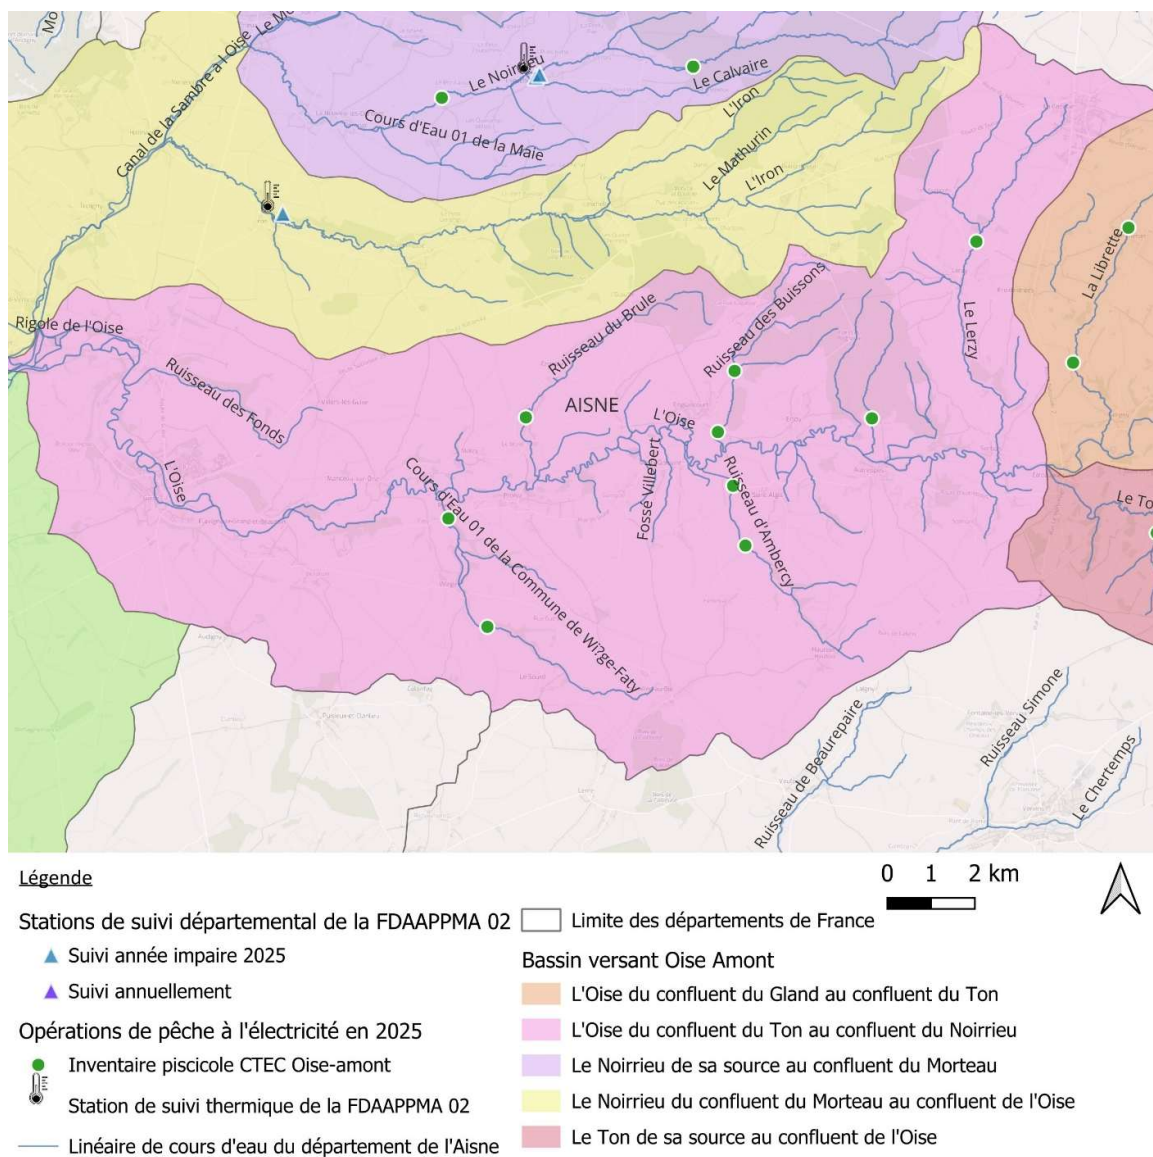 Mo
Le Mo
Canal de la Sambre à l'Oise
Le Noirrieu
Le Calvaire
Cours d'Eau 01 de la Maie
L'Iron
Le Mathurin
L'Iron
La Librette
Rigole de l'Oise
Ruisseau du Brule
Ruisseau des Buissons
Le Lerzy
Ruisseau des Fonds
AISNE
L'Oise
L'Oise
Cours d'Eau 01 de la Commune de Wi?ge-Faty
Fossé Villebert
Ruisseau d'Ambercy
Le To
Ruisseau de Beaurepaire
Ruisseau Simone
Le Chertemps
Légende
0 1 2 km
Stations de suivi départemental de la FDAAPPMA 02
Suivi année impaire 2025
Suivi annuellement
Opérations de pêche à l'électricité en 2025
Inventaire piscicole CTEC Oise-amont
Station de suivi thermique de la FDAAPPMA 02
Linéaire de cours d'eau du département de l'Aisne
Limite des départements de France
Bassin versant Oise Amont
L'Oise du confluent du Gland au confluent du Ton
L'Oise du confluent du Ton au confluent du Noirrieu
Le Noirrieu de sa source au confluent du Morteau
Le Noirrieu du confluent du Morteau au confluent de l'Oise
Le Ton de sa source au confluent de l'Oise